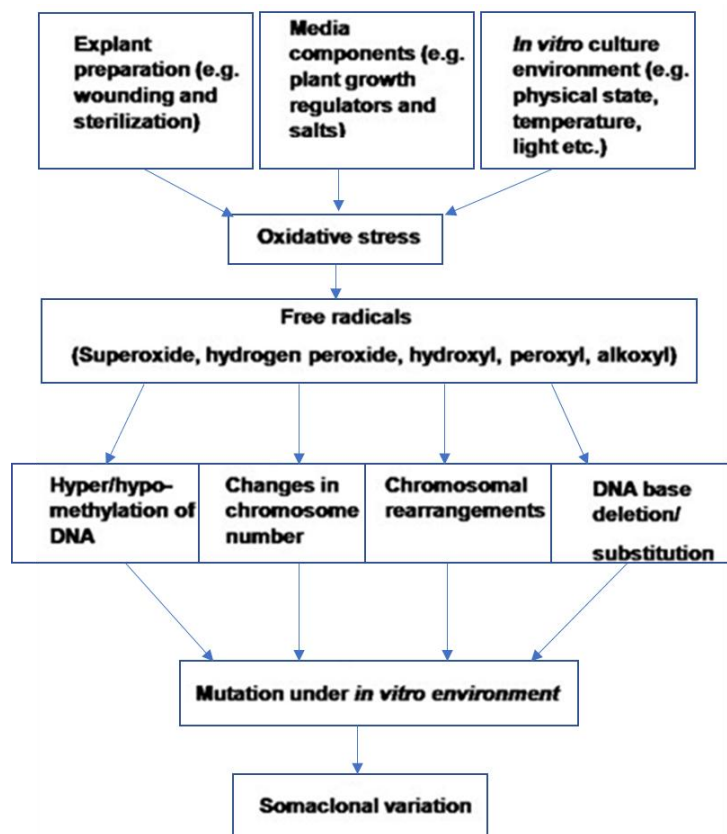 Explant
preparation (e.g.
wounding and
sterilization)
Media
components (e.g.
plant growth
regulators and
salts)
In vitro culture
environment (e.g.
physical state,
temperature,
light etc.)
Oxidative stress
Free radicals
(Superoxide, hydrogen peroxide, hydroxyl, peroxyl, alkoxyl)
Hyper/hypo-
methylation of
DNA
Changes in
chromosome
number
Chromosomal
rearrangements
DNA base
deletion/
substitution
Mutation under in vitro environment
Somaclonal variation